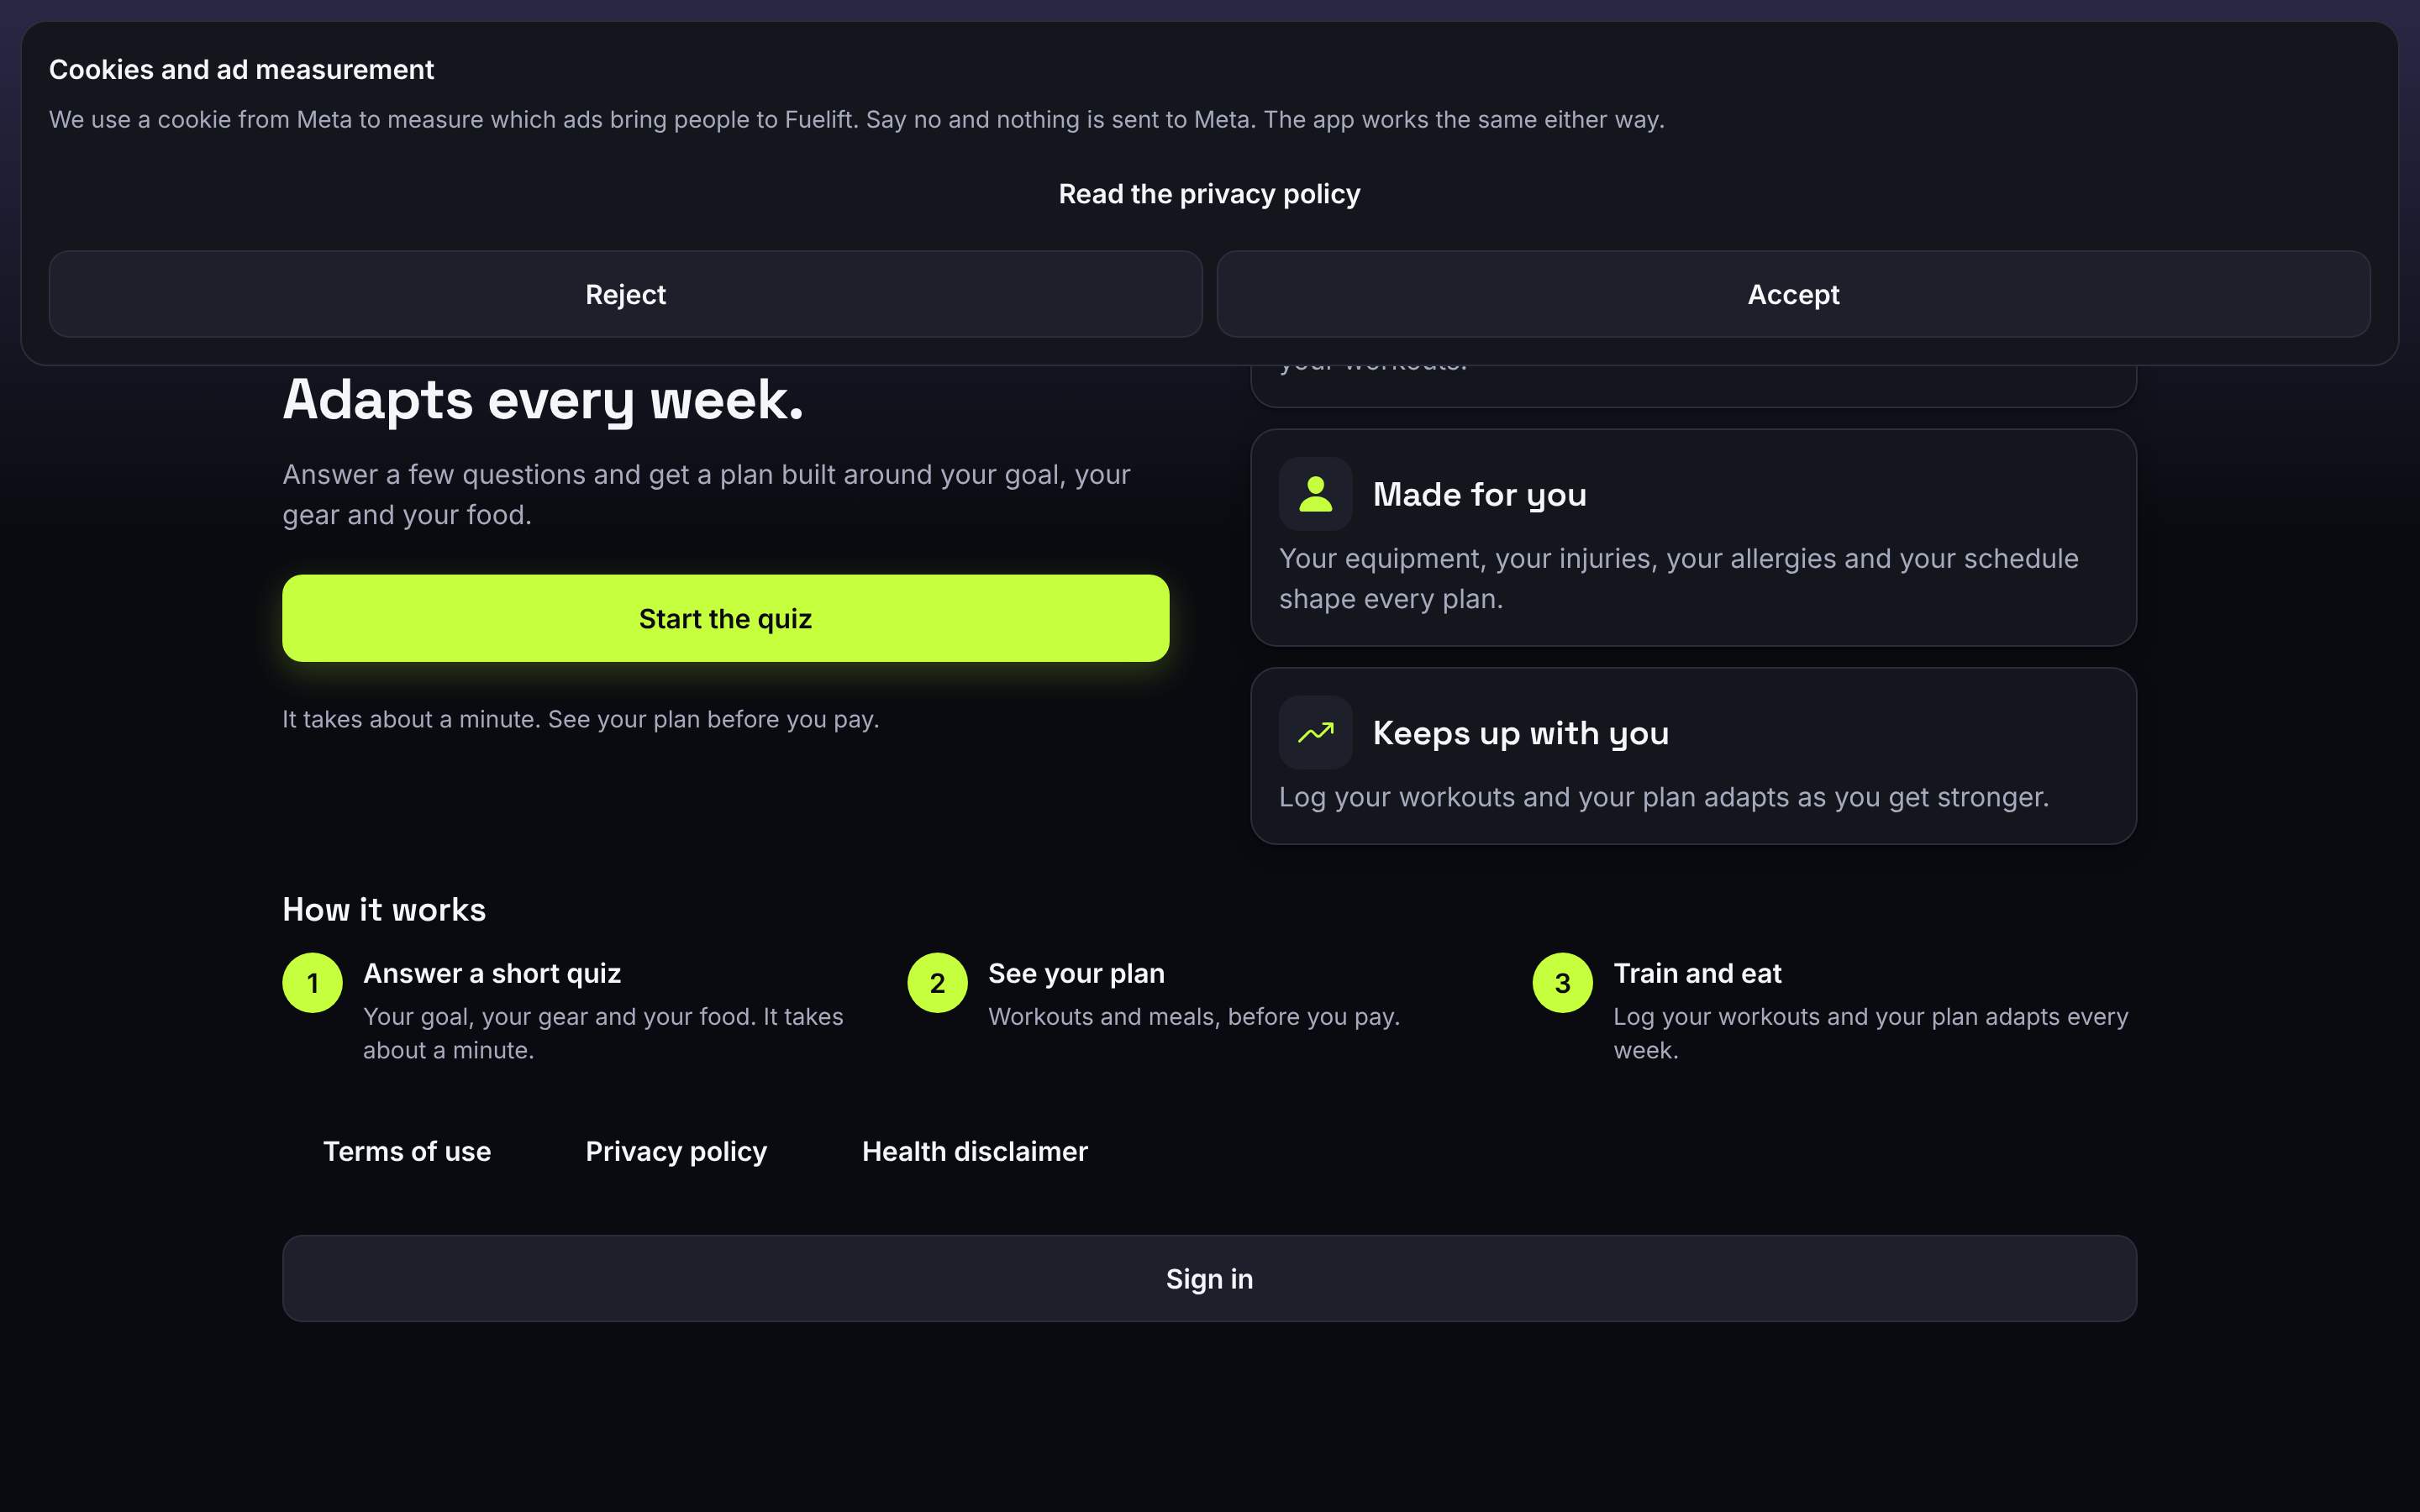 Cookies and ad measurement
We use a cookie from Meta to measure which ads bring people to Fuelift. Say no and nothing is sent to Meta. The app works the same either way.
Read the privacy policy
Reject
Accept
your workouts.
Adapts every week.
Answer a few questions and get a plan built around your goal, your
gear and your food.
Start the quiz
It takes about a minute. See your plan before you pay.
Made for you
Your equipment, your injuries, your allergies and your schedule
shape every plan.
Keeps up with you
Log your workouts and your plan adapts as you get stronger.
How it works
1
Answer a short quiz
Your goal, your gear and your food. It takes
about a minute.
2
See your plan
Workouts and meals, before you pay.
3
Train and eat
Log your workouts and your plan adapts every
week.
Terms of use
Privacy policy
Health disclaimer
Sign in